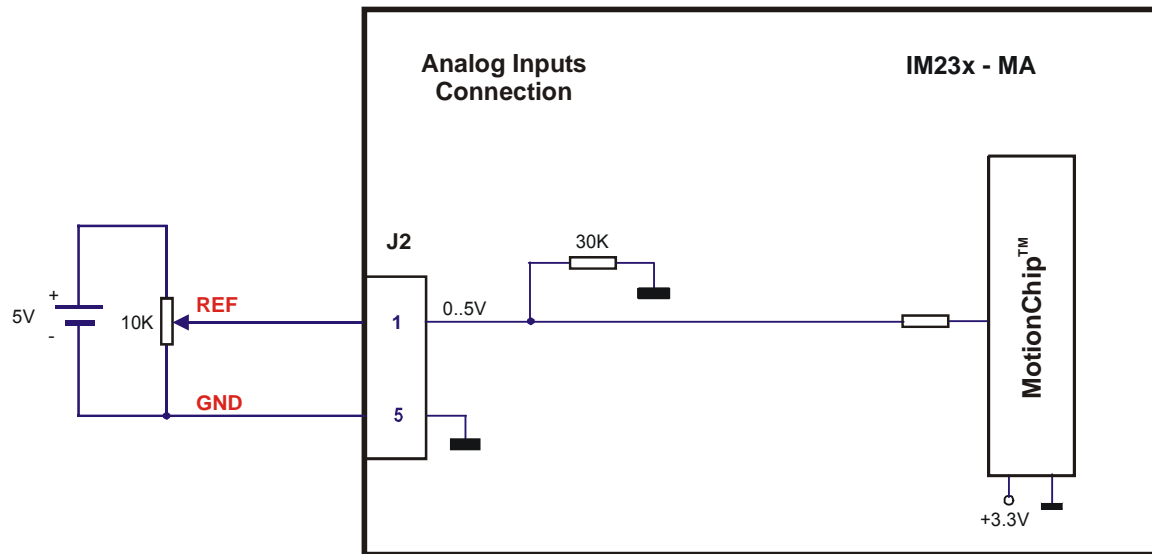 Analog Inputs
Connection
IM23x - MA
J2
30K
MotionChip™
+
5V
-
10K
REF
1
0..5V
GND
5
+3.3V